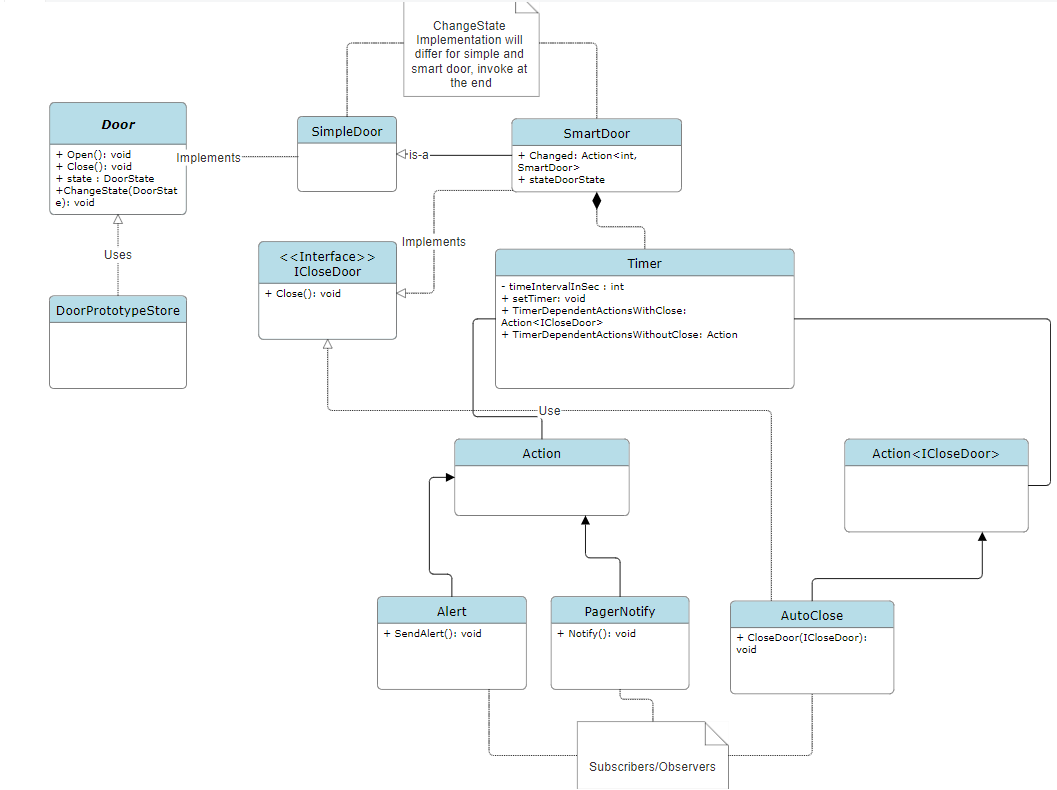 ChangeState
Implementation will
differ for simple and
smart door, invoke at
the end
Door
+ Open(): void
+ Close(): void
+ state : DoorState
+ChangeState(DoorStat
e): void
Implements
SimpleDoor
is-a
SmartDoor
+ Changed: Action<int,
SmartDoor>
+ stateDoorState
Uses
DoorPrototypeStore
<<Interface>>
ICloseDoor
+ Close(): void
Implements
Timer
- timeIntervalInSec : int
+ setTimer: void
+ TimerDependentActionsWithClose:
Action<ICloseDoor>
+ TimerDependentActionsWithoutClose: Action
Use
Action
Action<ICloseDoor>
Alert
+ SendAlert(): void
PagerNotify
+ Notify(): void
AutoClose
+ CloseDoor(ICloseDoor):
void
Subscribers/Observers